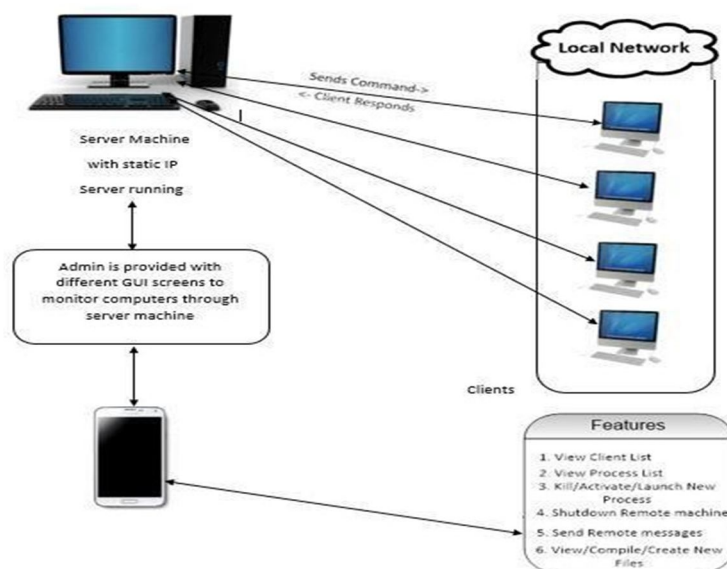 Local Network
Sends Command->
<- Client Responds
Server Machine
with static IP
Server running
Admin is provided with
different GUI screens to
monitor computers through
server machine
Clients
Features
1. View Client List
2. View Process List
3. Kill/Activate/Launch New
Process
4. Shutdown Remote machine
5. Send Remote messages
6. View/Compile/Create New
Files